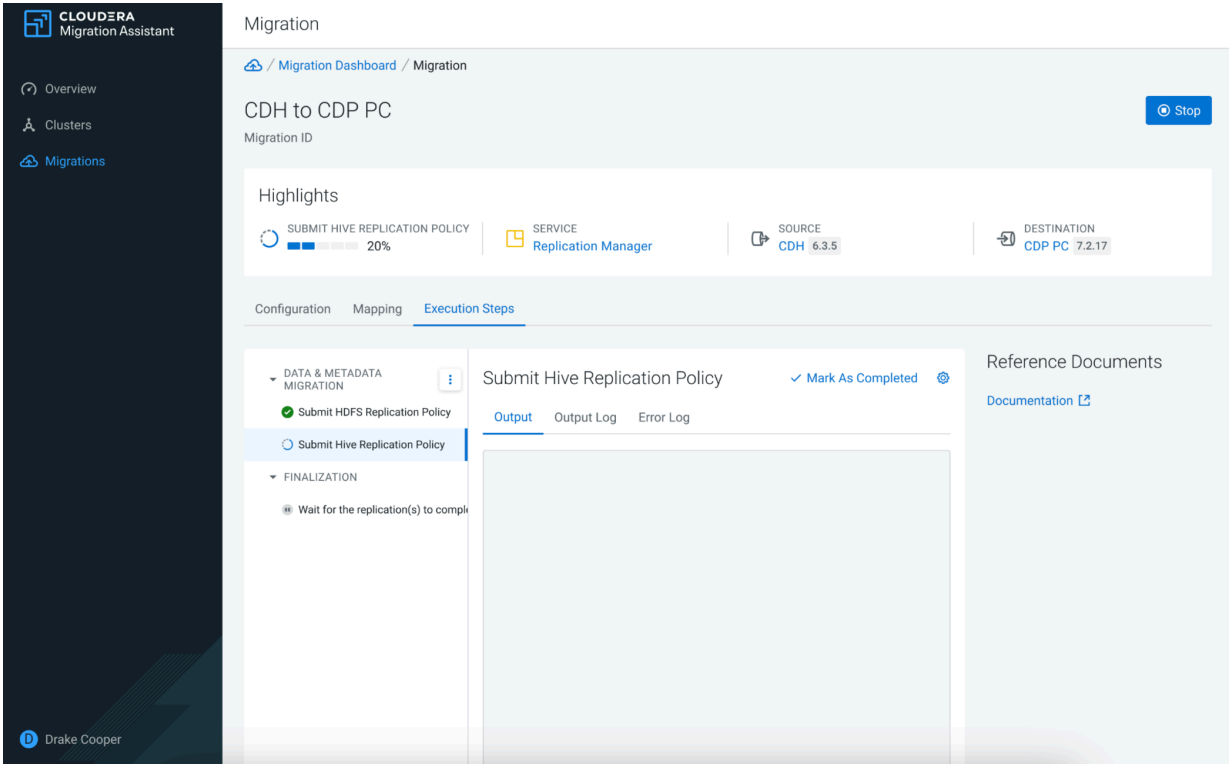 CLOUDERA
Migration Assistant
Overview
Clusters
Migrations
Drake Cooper
Migration
/ Migration Dashboard / Migration
CDH to CDP PC
Migration ID
Stop
Highlights
SUBMIT HIVE REPLICATION POLICY
20%
SERVICE
Replication Manager
SOURCE
CDH 6.3.5
DESTINATION
CDP PC 7.2.17
Configuration Mapping Execution Steps
DATA & METADATA
MIGRATION
Submit HDFS Replication Policy
Submit Hive Replication Policy
FINALIZATION
Wait for the replication(s) to comple
Submit Hive Replication Policy
Mark As Completed
Output Output Log Error Log
Reference Documents
Documentation
D